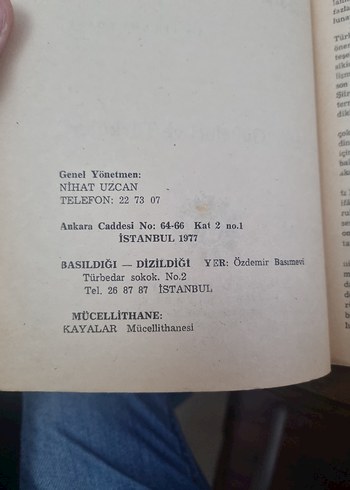 Genel Yönetmen:
NİHAT UZCAN
TELEFON: 22 73 07
Ankara Caddesi No: 64-66 Kat 2 no.1
İSTANBUL 1977
BASILDIĞI — DİZİLDİĞİ YER: Özdemir Basımevi
Türbedar sokok. No.2
Tel. 26 87 87 İSTANBUL
MÜCELLİTHANE:
KAYALAR Mücellithanesi